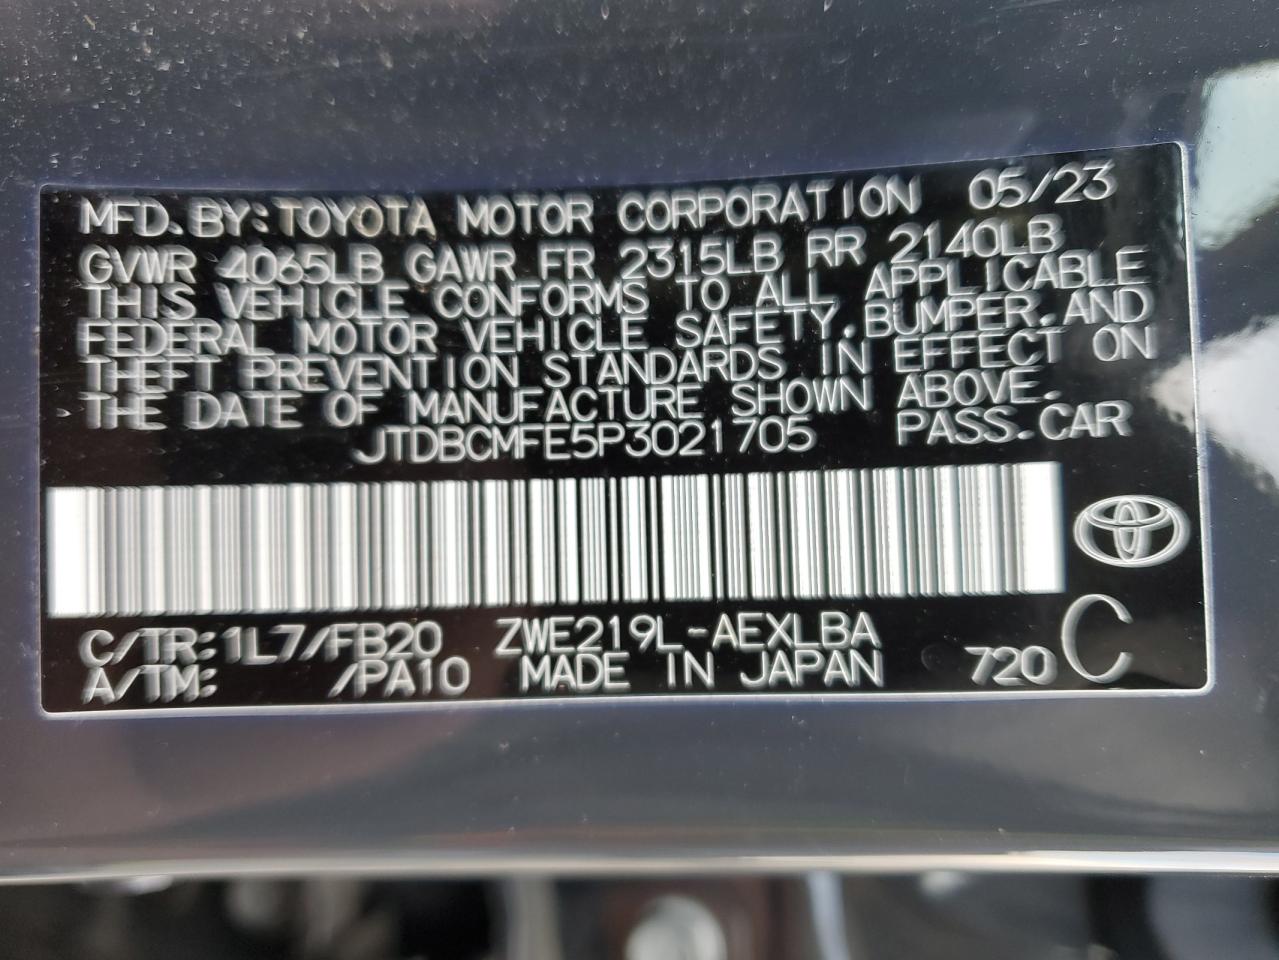 MFD. BY: TOYOTA MOTOR CORPORATION 05/23
GVWR 4065LB GAWR FR 2315LB RR 2140LB
THIS VEHICLE CONFORMS TO ALL APPLICABLE
FEDERAL MOTOR VEHICLE SAFETY, BUMPER, AND
THEFT PREVENTION STANDARDS IN EFFECT ON
THE DATE OF MANUFACTURE SHOWN ABOVE.
JTDBCMFE5P3021705 PASS. CAR
C/TR: 1L7/FB20 ZWE219L-AEXLBA
A/TM: /PA10 MADE IN JAPAN 720 C